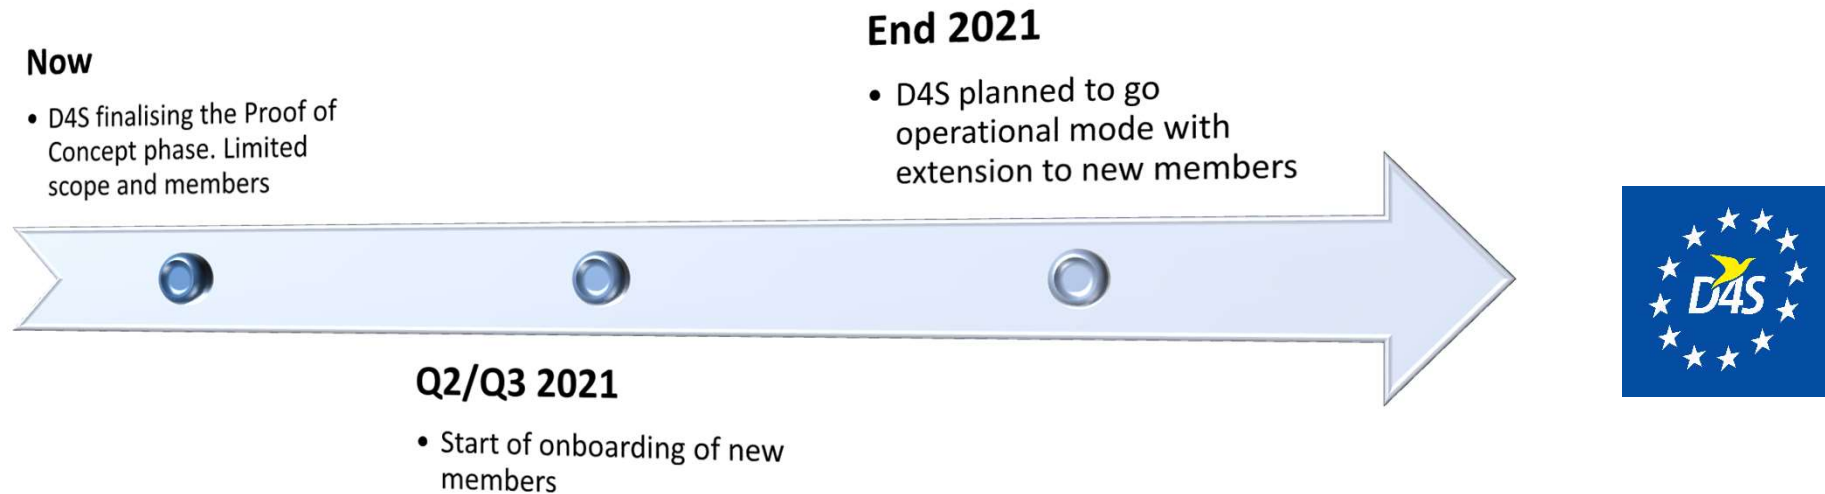 Now
• D4S finalising the Proof of
Concept phase. Limited
scope and members
Q2/Q3 2021
• Start of onboarding of new
members
End 2021
• D4S planned to go
operational mode with
extension to new members
D4S